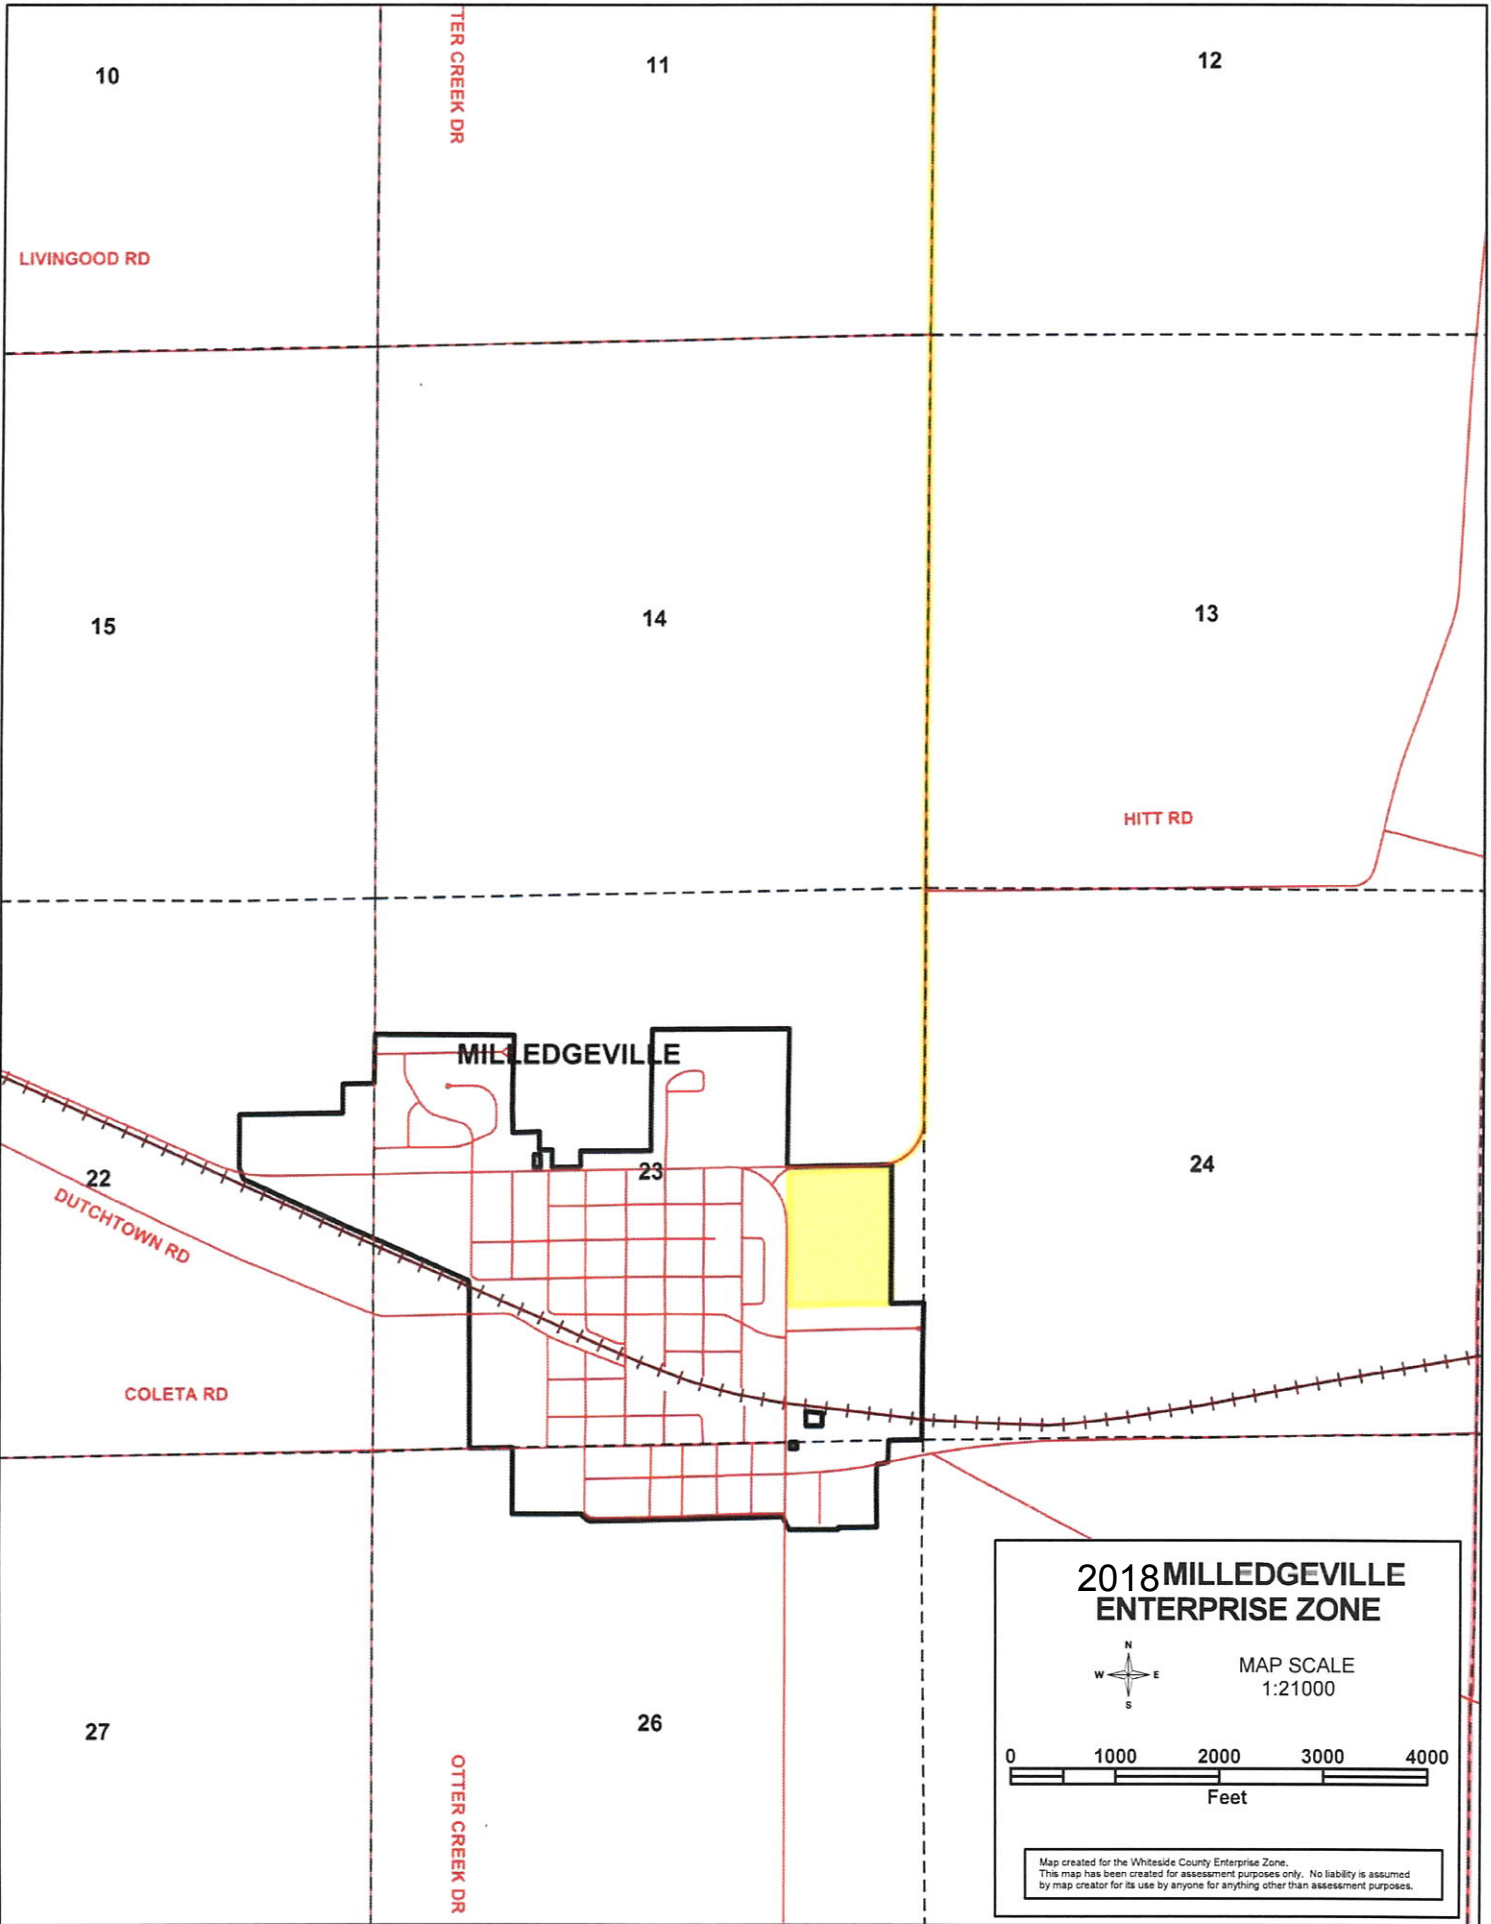 10
11
12
TER CREEK DR
LIVINGOOD RD
15
14
13
HITT RD
MILLEDGEVILLE
22
23
24
DUTCHTOWN RD
COLETA RD
27
26
OTTER CREEK DR
2018 MILLEDGEVILLE
ENTERPRISE ZONE
N
W E
S
MAP SCALE
1:21000
0 1000 2000 3000 4000
Feet
Map created for the Whiteside County Enterprise Zone.
This map has been created for assessment purposes only. No liability is assumed
by map creator for its use by anyone for anything other than assessment purposes.